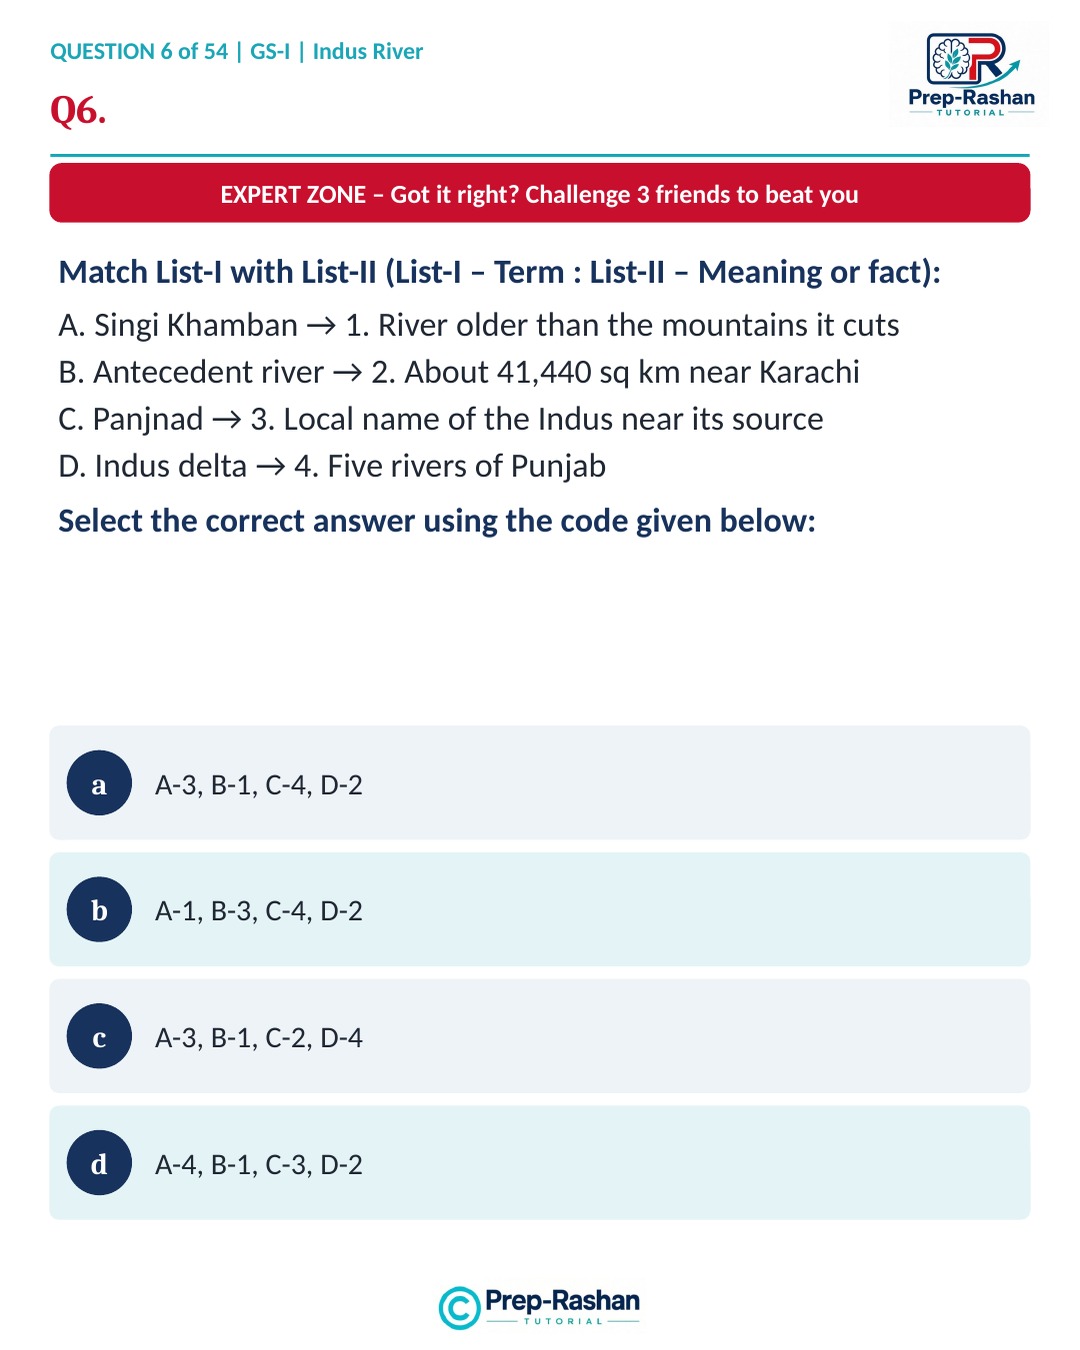 QUESTION 6 of 54 | GS-I | Indus River
Prep-Rashan
TUTORIAL
Q6.
EXPERT ZONE – Got it right? Challenge 3 friends to beat you
Match List-I with List-II (List-I – Term : List-II – Meaning or fact):
A. Singi Khamban → 1. River older than the mountains it cuts
B. Antecedent river → 2. About 41,440 sq km near Karachi
C. Panjnad → 3. Local name of the Indus near its source
D. Indus delta → 4. Five rivers of Punjab
Select the correct answer using the code given below:
a A-3, B-1, C-4, D-2
b A-1, B-3, C-4, D-2
c A-3, B-1, C-2, D-4
d A-4, B-1, C-3, D-2
© Prep-Rashan
TUTORIAL